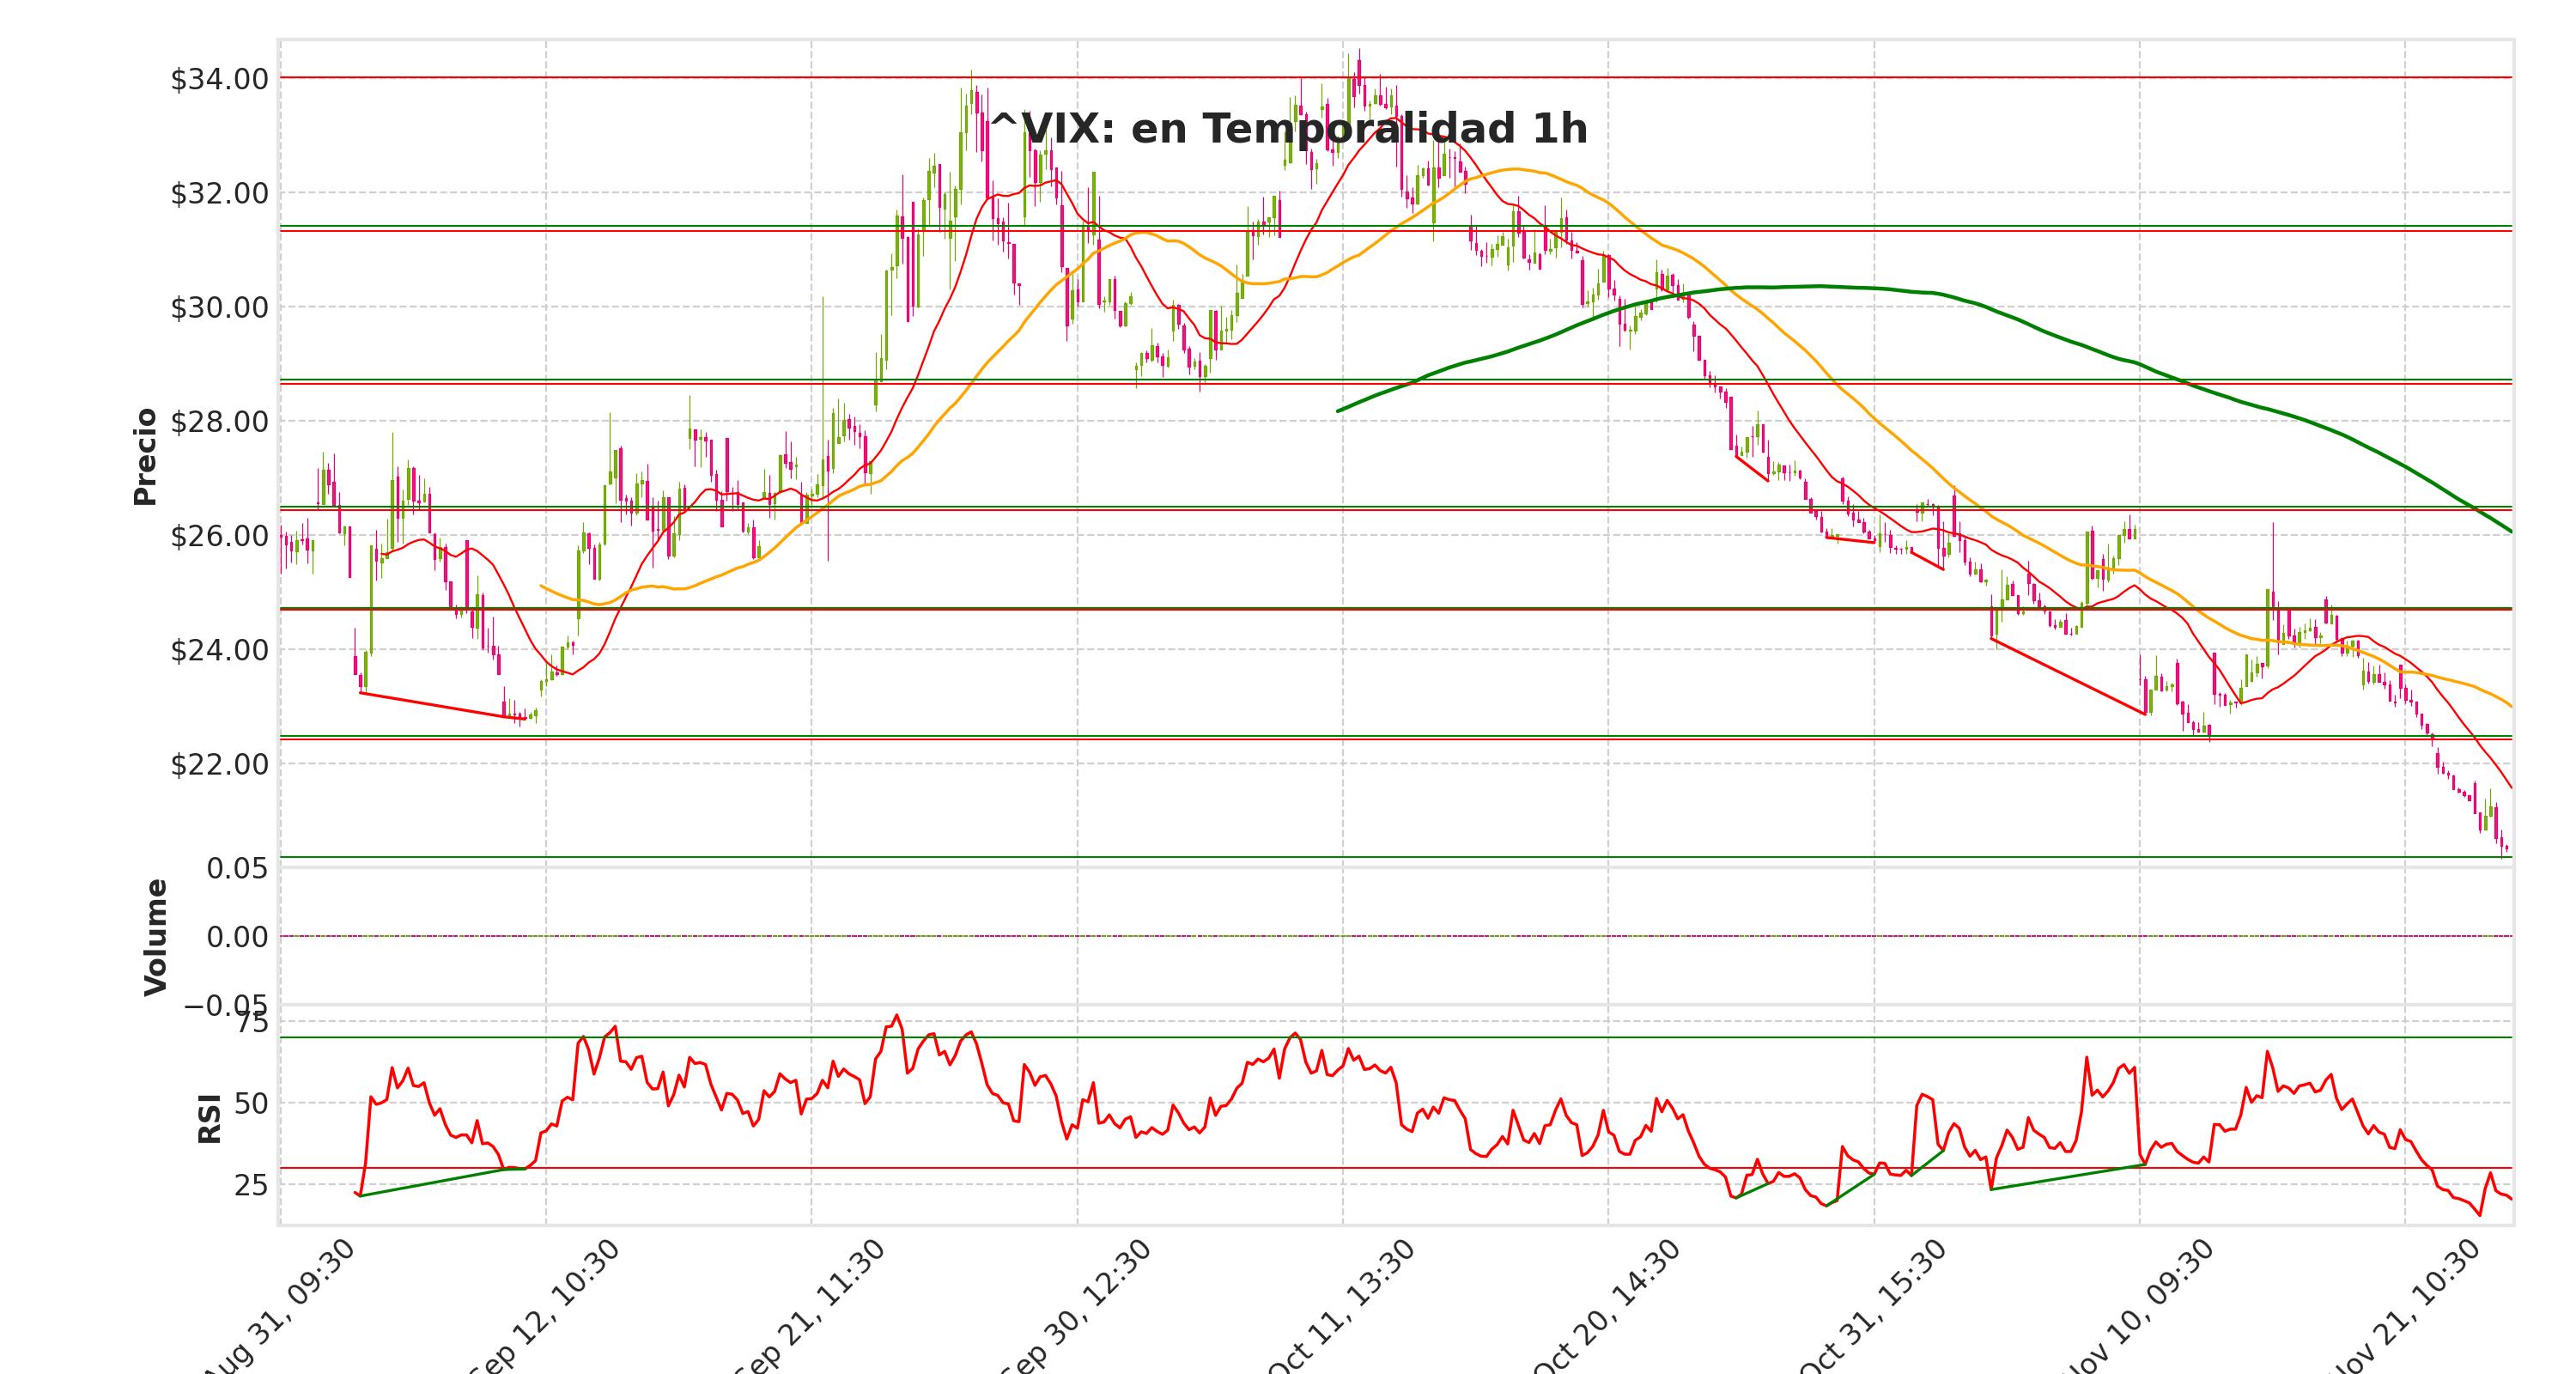 ^VIX: en Temporalidad 1h
Precio
$34.00
$32.00
$30.00
$28.00
$26.00
$24.00
$22.00
Volume
0.05
0.00
−0.05
RSI
75
50
25
Aug 31, 09:30
Sep 12, 10:30
Sep 21, 11:30
Sep 30, 12:30
Oct 11, 13:30
Oct 20, 14:30
Oct 31, 15:30
Nov 10, 09:30
Nov 21, 10:30